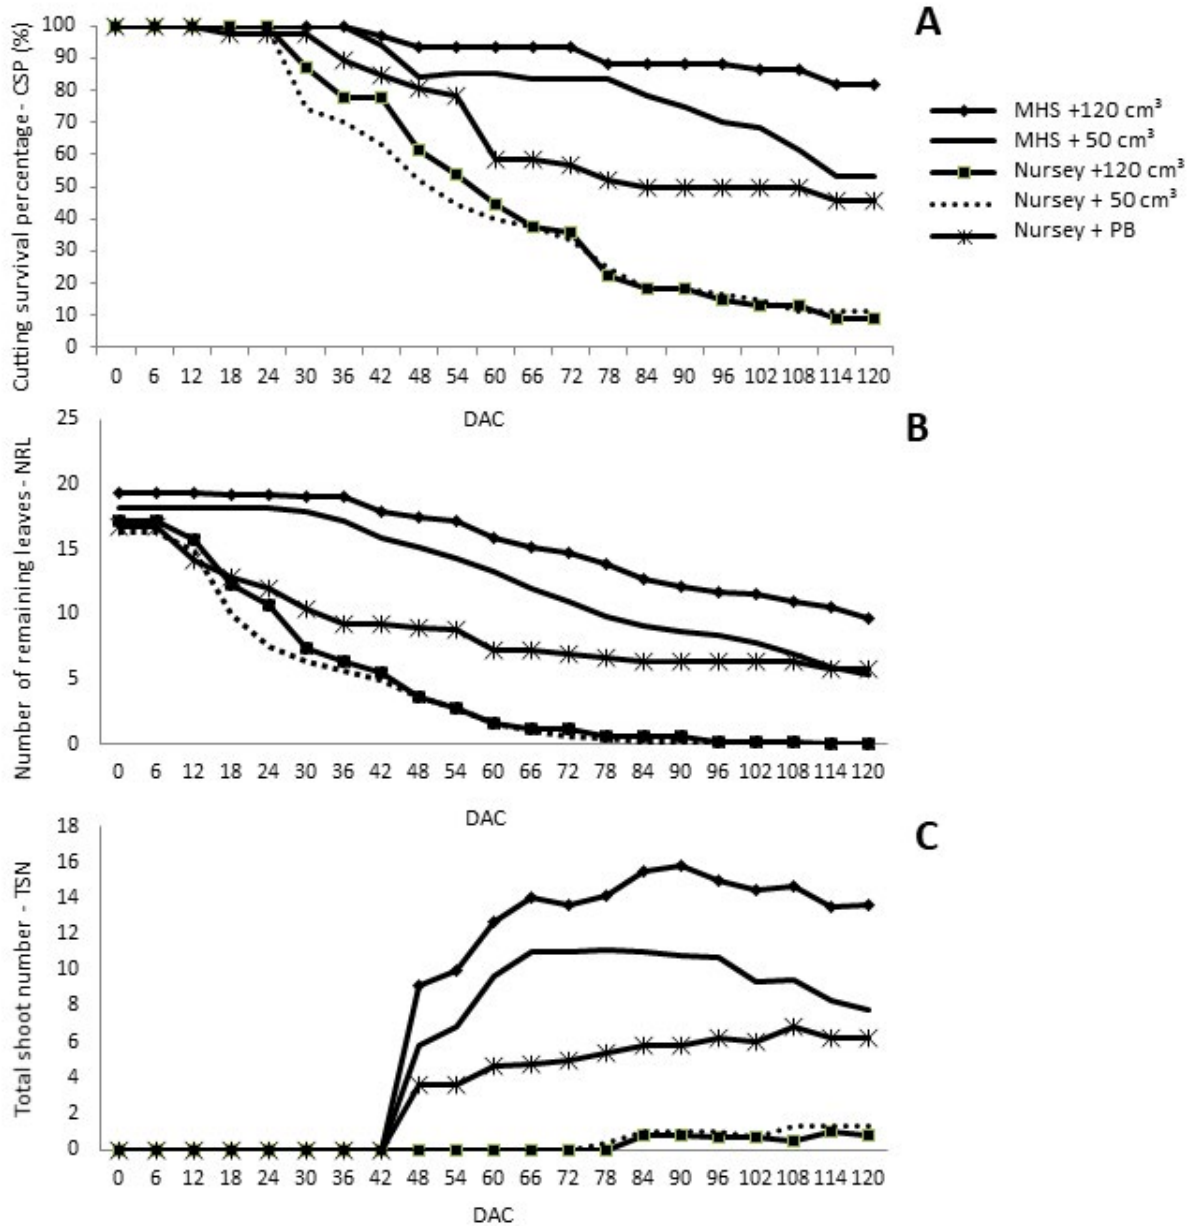 A
Cutting survival percentage - CSP (%)
100
90
80
70
60
50
40
30
20
10
0
0 6 12 18 24 30 36 42 48 54 60 66 72 78 84 90 96 102 108 114 120
DAC
MHS +120 cm³
MHS + 50 cm³
Nursey +120 cm³
Nursey + 50 cm³
Nursey + PB
B
Number of remaining leaves - NRL
25
20
15
10
5
0
0 6 12 18 24 30 36 42 48 54 60 66 72 78 84 90 96 102 108 114 120
DAC
C
Total shoot number - TSN
18
16
14
12
10
8
6
4
2
0
0 6 12 18 24 30 36 42 48 54 60 66 72 78 84 90 96 102 108 114 120
DAC